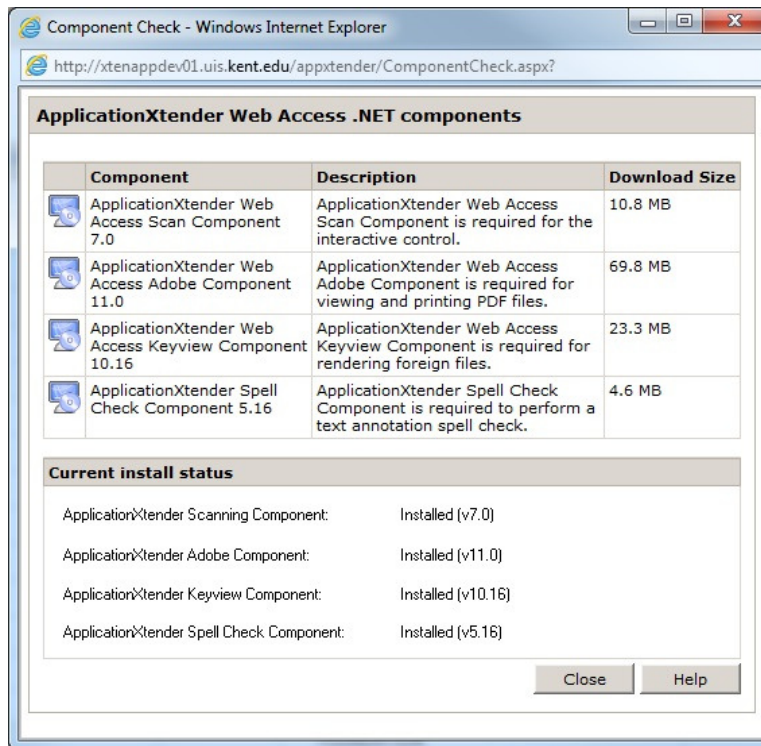 Component Check - Windows Internet Explorer
http://xtenappdev01.uis.kent.edu/appxtender/ComponentCheck.aspx?
ApplicationXtender Web Access .NET components
Component Description Download Size
ApplicationXtender Web ApplicationXtender Web Access 10.8 MB
Access Scan Component Scan Component is required for the
7.0 interactive control.
ApplicationXtender Web ApplicationXtender Web Access 69.8 MB
Access Adobe Component Adobe Component is required for
11.0 viewing and printing PDF files.
ApplicationXtender Web ApplicationXtender Web Access 23.3 MB
Access Keyview Component Keyview Component is required for
10.16 rendering foreign files.
ApplicationXtender Spell ApplicationXtender Spell Check 4.6 MB
Check Component 5.16 Component is required to perform a
text annotation spell check.
Current install status
ApplicationXtender Scanning Component: Installed (v7.0)
ApplicationXtender Adobe Component: Installed (v11.0)
ApplicationXtender Keyview Component: Installed (v10.16)
ApplicationXtender Spell Check Component: Installed (v5.16)
Close Help